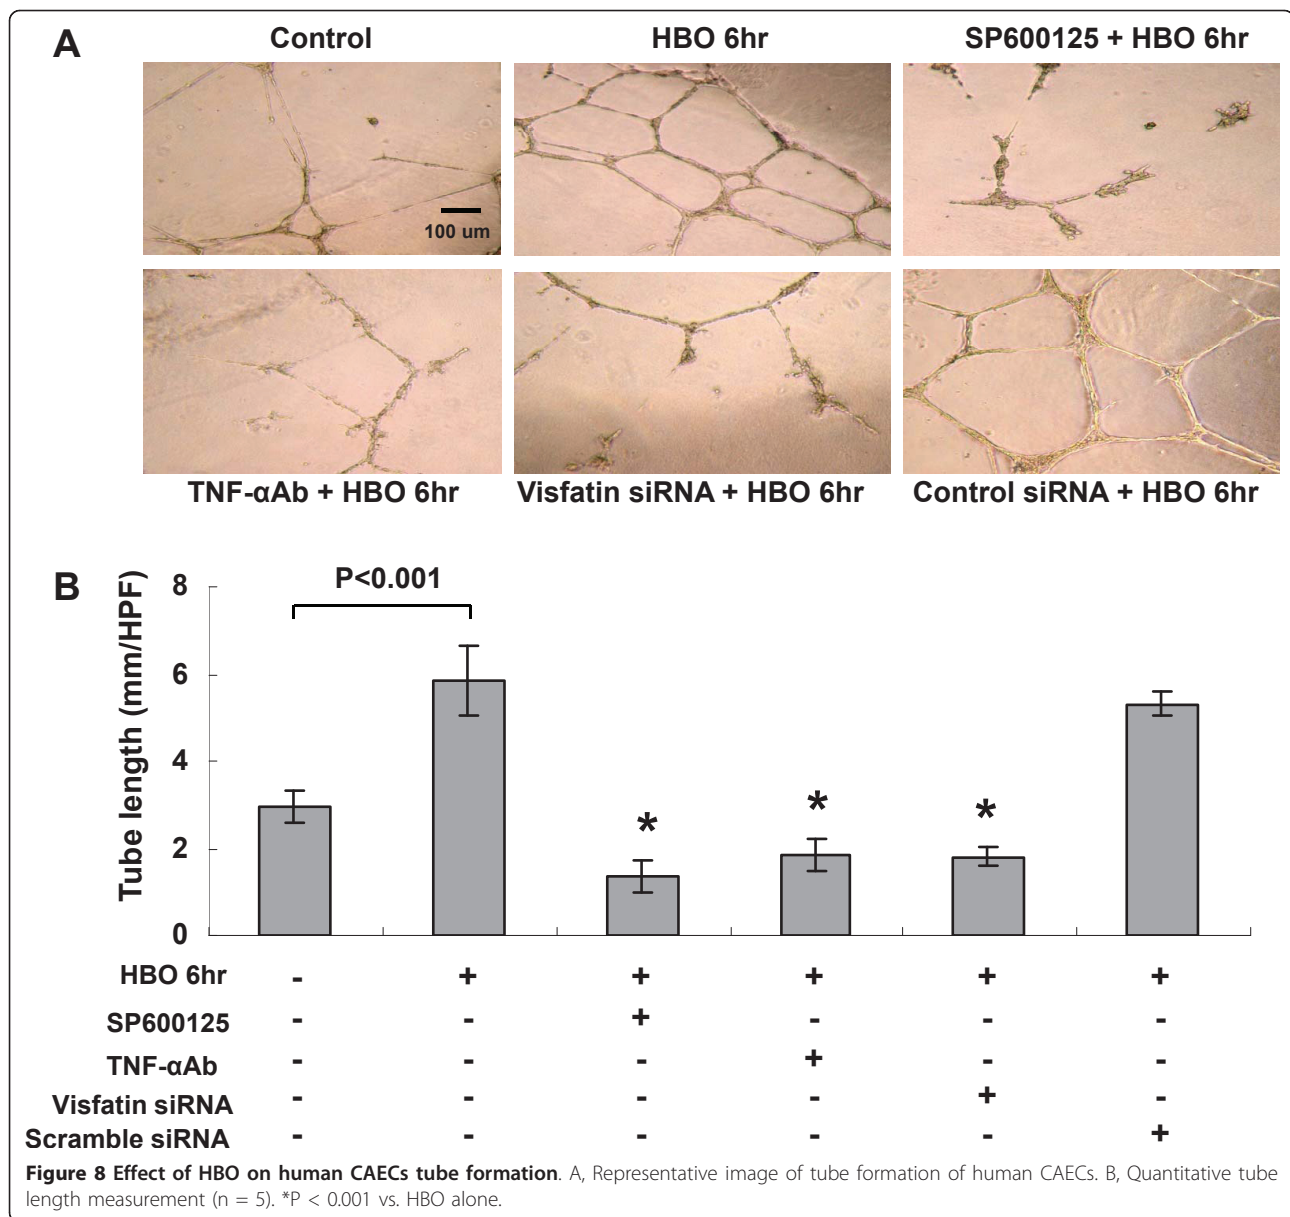 A
Control
HBO 6hr
SP600125 + HBO 6hr
100 um
TNF-αAb + HBO 6hr
Visfatin siRNA + HBO 6hr
Control siRNA + HBO 6hr
B
P<0.001
Tube length (mm/HPF)
8
6
4
2
0
* * *
HBO 6hr - + + + + +
SP600125 - - + - - -
TNF-αAb - - - + - -
Visfatin siRNA - - - - + -
Scramble siRNA - - - - - +
Figure 8 Effect of HBO on human CAECs tube formation. A, Representative image of tube formation of human CAECs. B, Quantitative tube
length measurement (n = 5). *P < 0.001 vs. HBO alone.